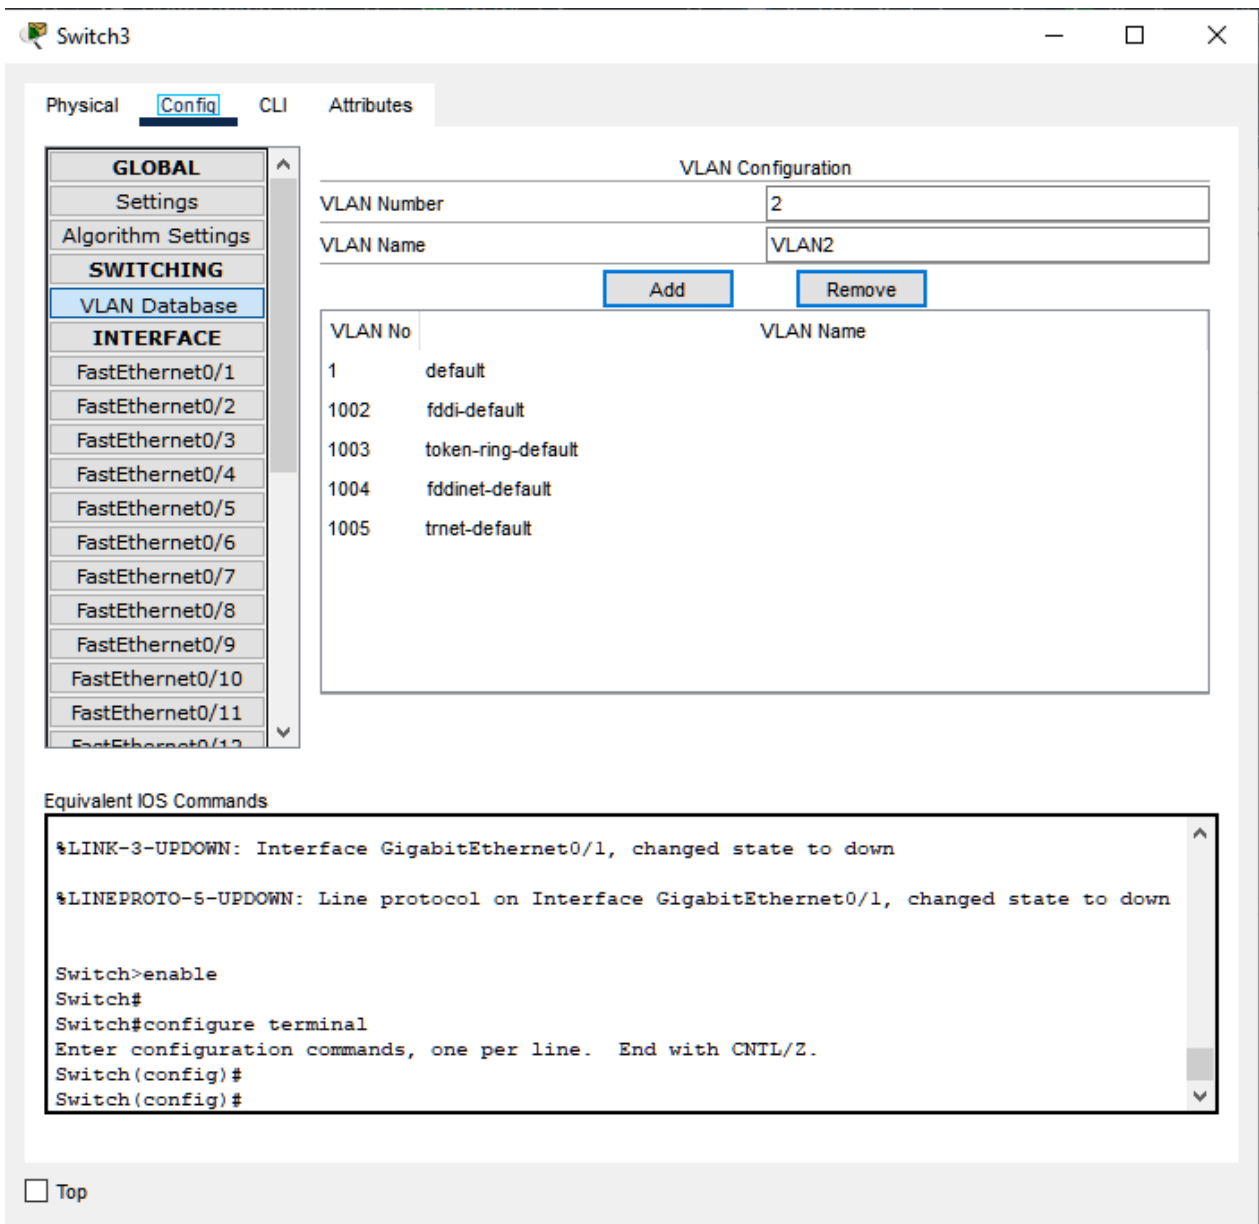 Switch3
Physical Config CLI Attributes
GLOBAL
Settings
Algorithm Settings
SWITCHING
VLAN Database
INTERFACE
FastEthernet0/1
FastEthernet0/2
FastEthernet0/3
FastEthernet0/4
FastEthernet0/5
FastEthernet0/6
FastEthernet0/7
FastEthernet0/8
FastEthernet0/9
FastEthernet0/10
FastEthernet0/11
FastEthernet0/12
VLAN Configuration
VLAN Number 2
VLAN Name VLAN2
Add Remove
VLAN No VLAN Name
1 default
1002 fddi-default
1003 token-ring-default
1004 fddinet-default
1005 trnet-default
Equivalent IOS Commands
%LINK-3-UPDOWN: Interface GigabitEthernet0/1, changed state to down
%LINEPROTO-5-UPDOWN: Line protocol on Interface GigabitEthernet0/1, changed state to down
Switch>enable
Switch#
Switch#configure terminal
Enter configuration commands, one per line. End with CNTL/Z.
Switch(config)#
Switch(config)#
Top